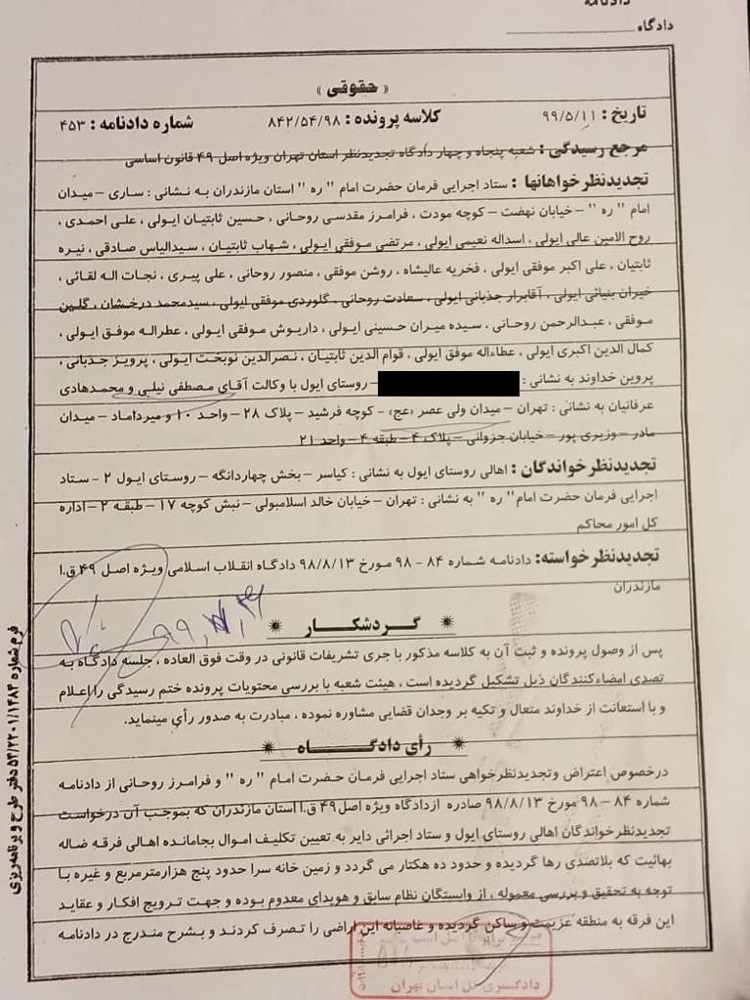 دادنامه
دادگاه
« حقوقی »
تاریخ : ۹۹/۵/۱۱ کلاسه پرونده : ۸۴۲/۵۴/۹۸ شماره دادنامه : ۴۵۳
مرجع رسیدگی : شعبه پنجاه و چهار دادگاه تجدیدنظر استان تهران ویژه اصل ۴۹ قانون اساسی
تجدیدنظرخواهانها : ستاد اجرایی فرمان حضرت امام " ره " استان مازندران به نشانی : ساری – میدان
امام " ره " – خیابان نهضت – کوچه مودت ، فرامرز مقدسی روحانی ، حسین ثابتیان ایولی ، علی احمدی ،
روح الامین عالی ایولی ، اسداله نعیمی ایولی ، مرتضی موفقی ایولی ، شهاب ثابتیان ، سیدالیاس صادقی ، نیره
ثابتیان ، علی اکبر موفقی ایولی ، فخریه عالیشاه ، روشن موفقی ، منصور روحانی ، علی پیری ، نجات اله لقائی ،
خیران بنیائی ایولی ، آقابرار جذبانی ایولی ، سعادت روحانی ، گلوردی موفقی ایولی ، سیدمحمد درخشان ، گلین
موفقی ، عبدالرحمن روحانی ، سیده میران حسینی ایولی ، داریوش موفقی ایولی ، عطراله موفق ایولی ،
کمال الدین اکبری ایولی ، عطاءاله موفق ایولی ، قوام الدین ثابتیان ، نصرالدین نوبخت ایولی ، پرویز جذبانی ،
پروین خداوند به نشانی : – روستای ایول با وکالت آقای مصطفی نیلی و محمدهادی
عرفانیان به نشانی : تهران – میدان ولی عصر «عج» – کوچه فرشید – پلاک ۲۸ – واحد ۱۰ و میرداماد – میدان
مادر – وزیری پور – خیابان جزوانی – پلاک ۴ – طبقه ۴ – واحد ۲۱
تجدیدنظرخواندگان : اهالی روستای ایول به نشانی : کیاسر – بخش چهاردانگه – روستای ایول ۲ – ستاد
اجرایی فرمان حضرت امام " ره " به نشانی : تهران – خیابان خالد اسلامبولی – نبش کوچه ۱۷ – طبقه ۲ – اداره
کل امور محاکم
تجدیدنظرخواسته: دادنامه شماره ۸۴ – ۹۸ مورخ ۹۸/۸/۱۳ دادگاه انقلاب اسلامی ویژه اصل ۴۹ ق.ا
مازندران
* گردشکار *
پس از وصول پرونده و ثبت آن به کلاسه مذکور با جری تشریفات قانونی در وقت فوق العاده ، جلسه دادگاه به
تصدی امضاءکنندگان ذیل تشکیل گردیده است ، هیئت شعبه با بررسی محتویات پرونده ختم رسیدگی را اعلام
و با استعانت از خداوند متعال و تکیه بر وجدان قضایی مشاوره نموده ، مبادرت به صدور رأی مینماید.
* رأی دادگاه *
درخصوص اعتراض وتجدیدنظرخواهی ستاد اجرایی فرمان حضرت امام " ره " و فرامرز روحانی از دادنامه
شماره ۸۴ – ۹۸ مورخ ۹۸/۸/۱۳ صادره ازدادگاه ویژه اصل ۴۹ ق.ا استان مازندران که بموجب آن درخواست
تجدیدنظرخواندگان اهالی روستای ایول و ستاد اجرائی دایر به تعیین تکلیف اموال بجامانده اهالی فرقه ضاله
بهائیت که بلاتصدی رها گردیده و حدود ده هکتار می گردد و زمین خانه سرا حدود پنج هزارمترمربع و غیره با
توجه به تحقیق و بررسی معموله ، از وابستگان نظام سابق و هویدای معدوم بوده و جهت ترویج افکار و عقاید
این فرقه به منطقه عزیمت و ساکن گردیده و غاصبانه این اراضی را تصرف کردند و بشرح مندرج در دادنامه
دادگستری کل استان تهران
فرم شماره ۵۳/۲۲۰۱/۱۴۸۴ دفتر طرح و برنامه‌ریزی